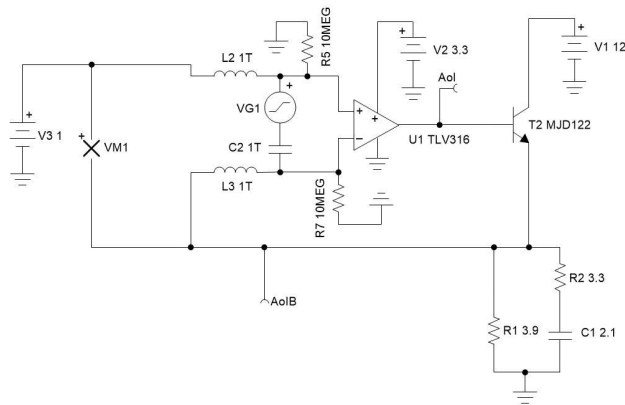 R5 10MEG
L2 1T
V2 3.3
V1 12
Aol
V3 1
+
VM1
VG1
+
+
-
+
U1 TLV316
T2 MJD122
C2 1T
L3 1T
R7 10MEG
R2 3.3
AolB
R1 3.9
C1 2.1